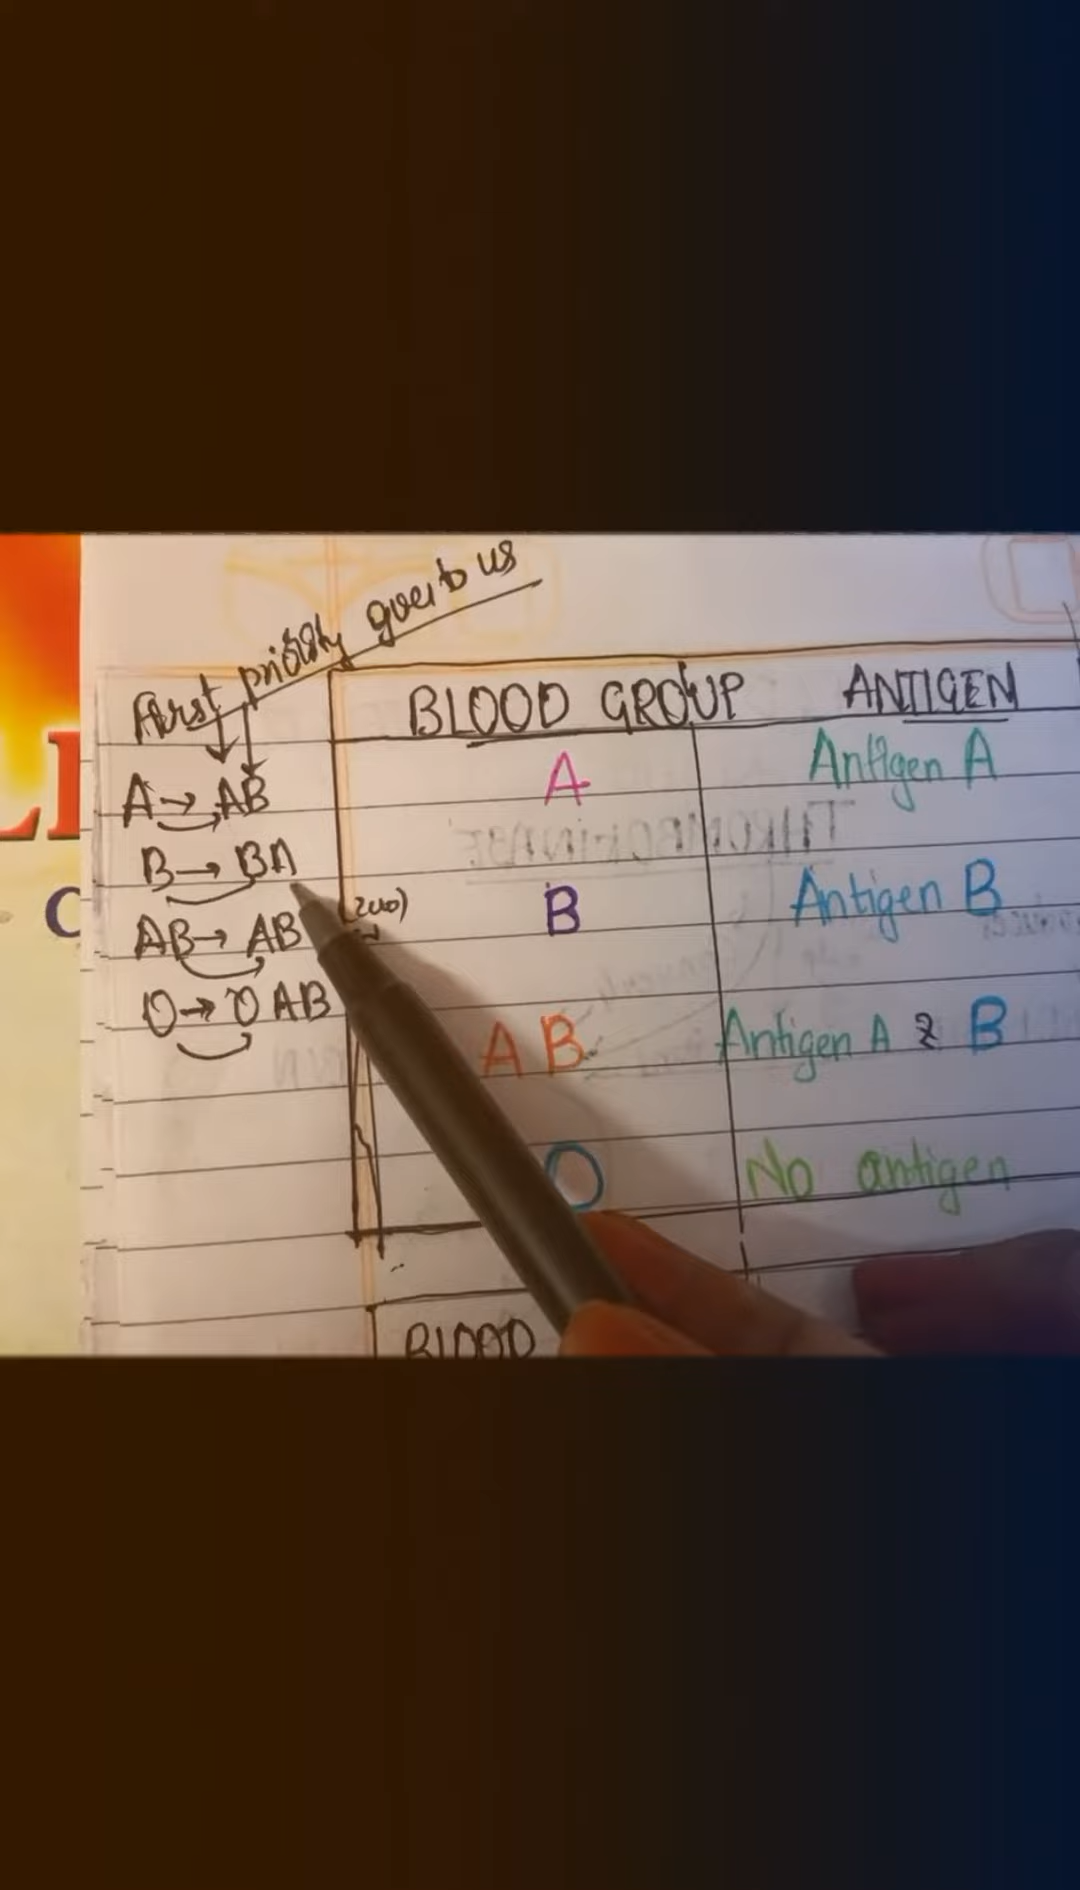 First priority given to us
BLOOD GROUP ANTIGEN
A → AB
A Antigen A
B → BA
THROMBOKINASE
B Antigen B
AB → AB
O → O AB
AB Antigen A & B
O No antigen
BLOOD